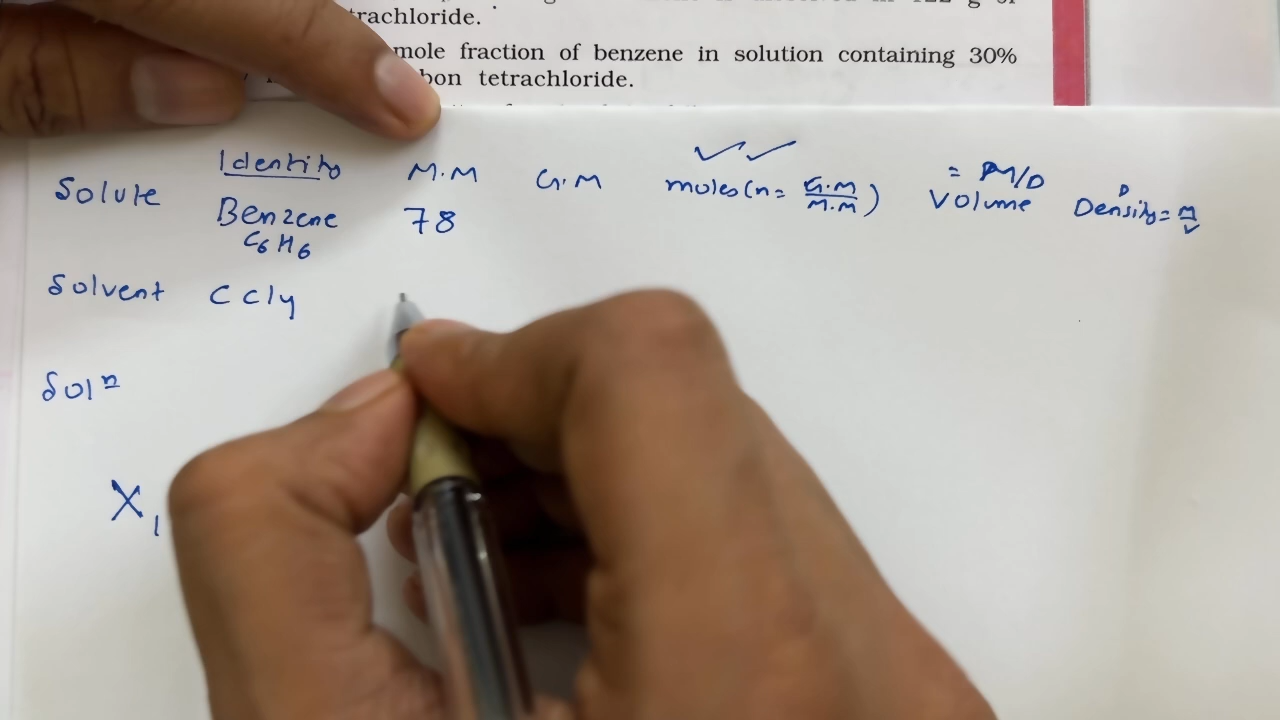 trachloride.
mole fraction of benzene in solution containing 30%
bon tetrachloride.
Identity M.M G.M moles(n= G.M/M.M) = M/D Volume Density= m/v
Solute Benzene 78
C6H6
Solvent CCl4
Solⁿ
X1